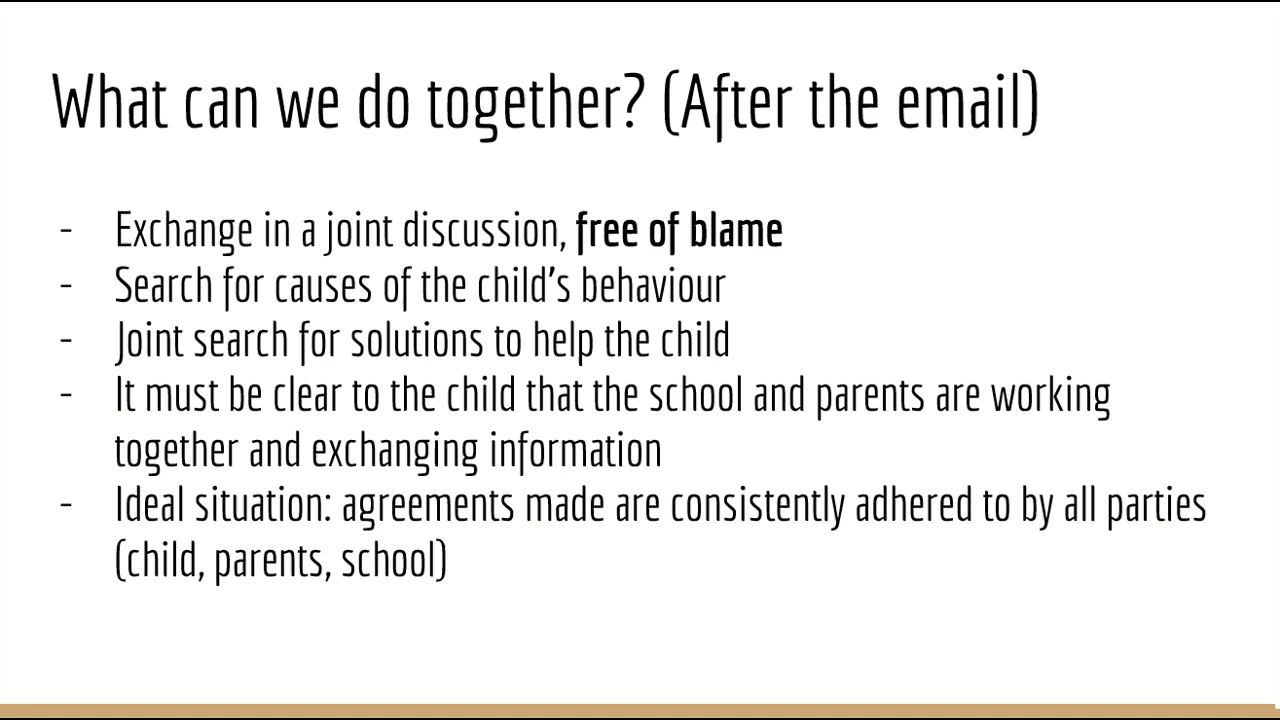 What can we do together? (After the email)
- Exchange in a joint discussion, free of blame
- Search for causes of the child's behaviour
- Joint search for solutions to help the child
- It must be clear to the child that the school and parents are working
together and exchanging information
- Ideal situation: agreements made are consistently adhered to by all parties
(child, parents, school)